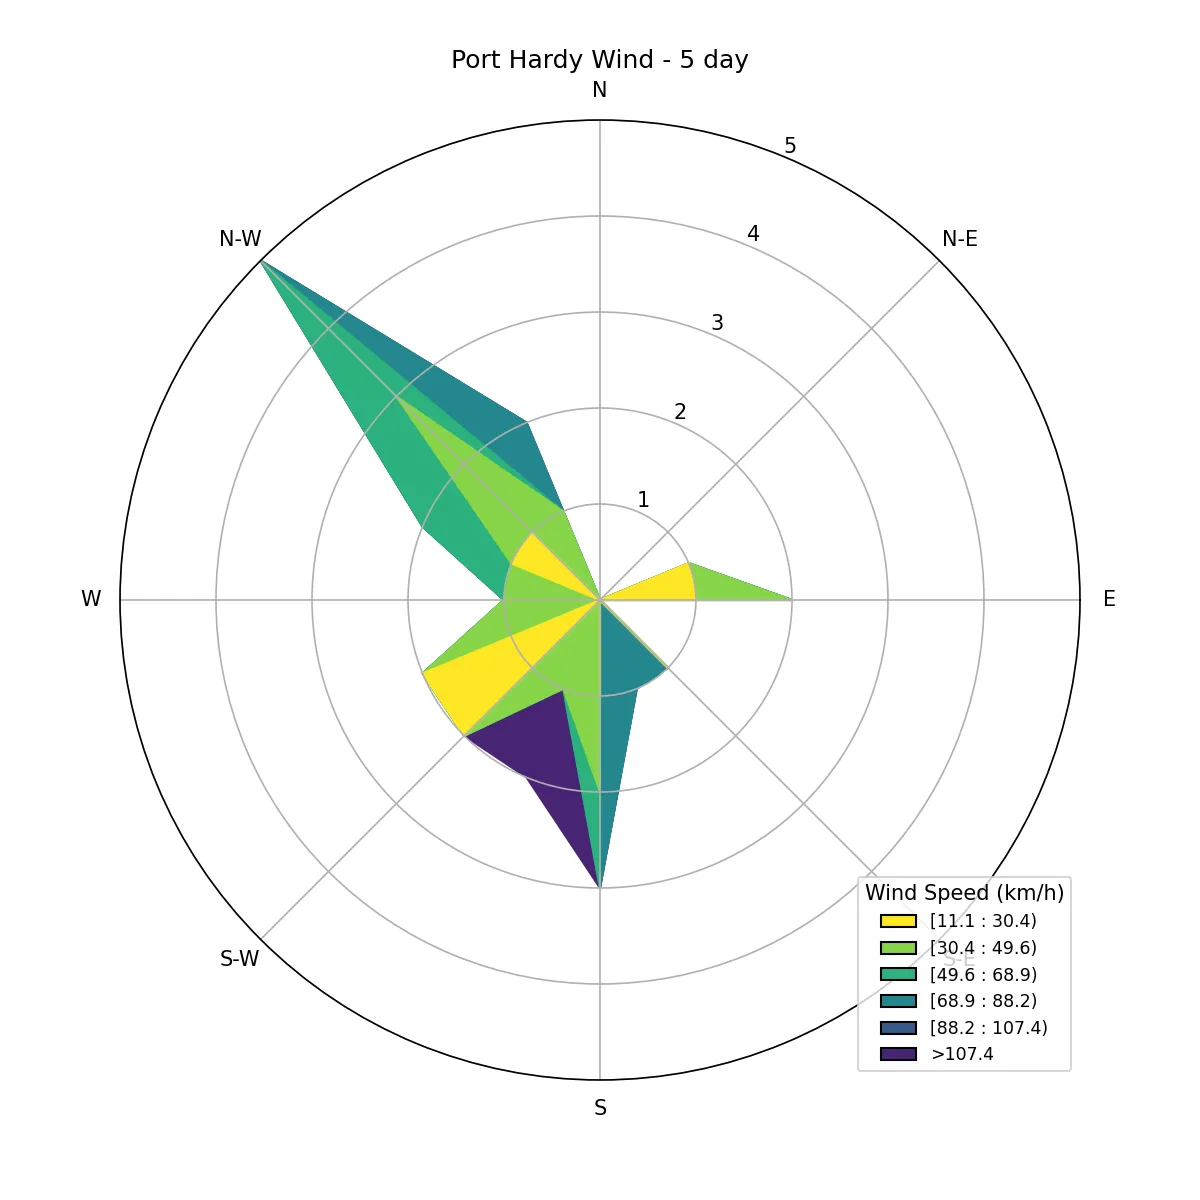 Port Hardy Wind - 5 day
N
5
N-W
N-E
4
3
2
1
W
E
S-W
S-E
S
Wind Speed (km/h)
[11.1 : 30.4)
[30.4 : 49.6)
[49.6 : 68.9)
[68.9 : 88.2)
[88.2 : 107.4)
>107.4